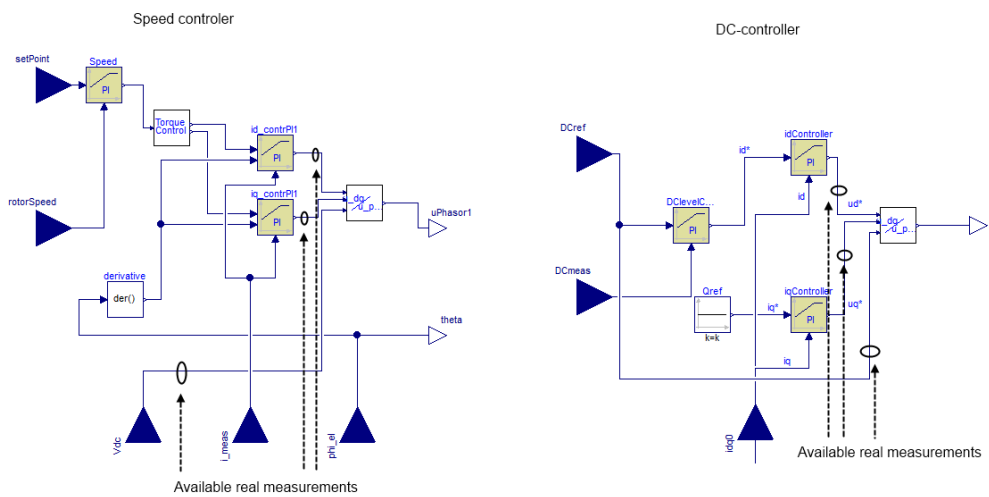 Speed controler
setPoint
Speed
PI
Torque
Control
id_contrPI1
PI
iq_contrPI1
PI
_dq
u_p...
uPhasor1
rotorSpeed
derivative
der()
theta
Vdc
i_meas
phi_el
Available real measurements
DC-controller
DCref
idController
PI
id*
id
DClevelC...
PI
ud*
_dq
u_p...
DCmeas
Qref
k=k
iq*
iqController
PI
uq*
iq
idq0
Available real measurements